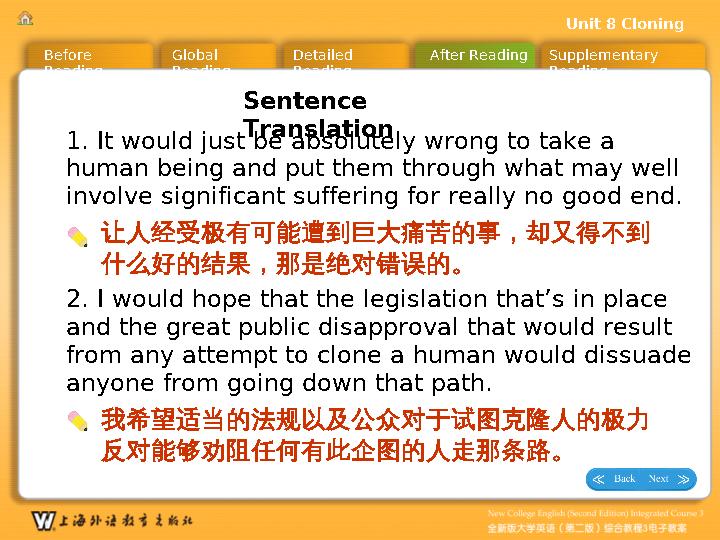 Unit 8 Cloning
Before Reading
Global Reading
Detailed Reading
After Reading
Supplementary Reading
Sentence
Translation
1. It would just be absolutely wrong to take a
human being and put them through what may well
involve significant suffering for really no good end.
让人经受极有可能遭到巨大痛苦的事，却又得不到
什么好的结果，那是绝对错误的。
2. I would hope that the legislation that’s in place
and the great public disapproval that would result
from any attempt to clone a human would dissuade
anyone from going down that path.
我希望适当的法规以及公众对于试图克隆人的极力
反对能够劝阻任何有此企图的人走那条路。
Back Next
上海外语教育出版社
New College English (Second Edition) Integrated Course 3
全新版大学英语（第二版）综合教程3电子教案